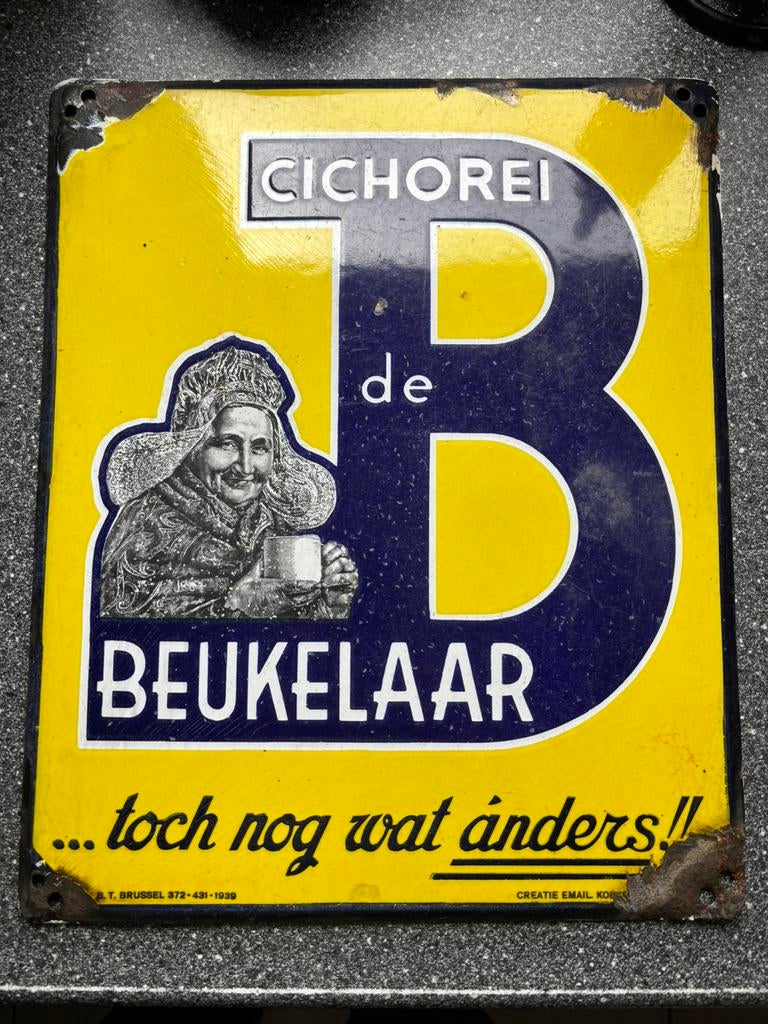 CICHOREI
de
BEUKELAAR
... toch nog wat ánders!!
B. T. BRUSSEL 372-431-1939
CREATIE EMAIL.